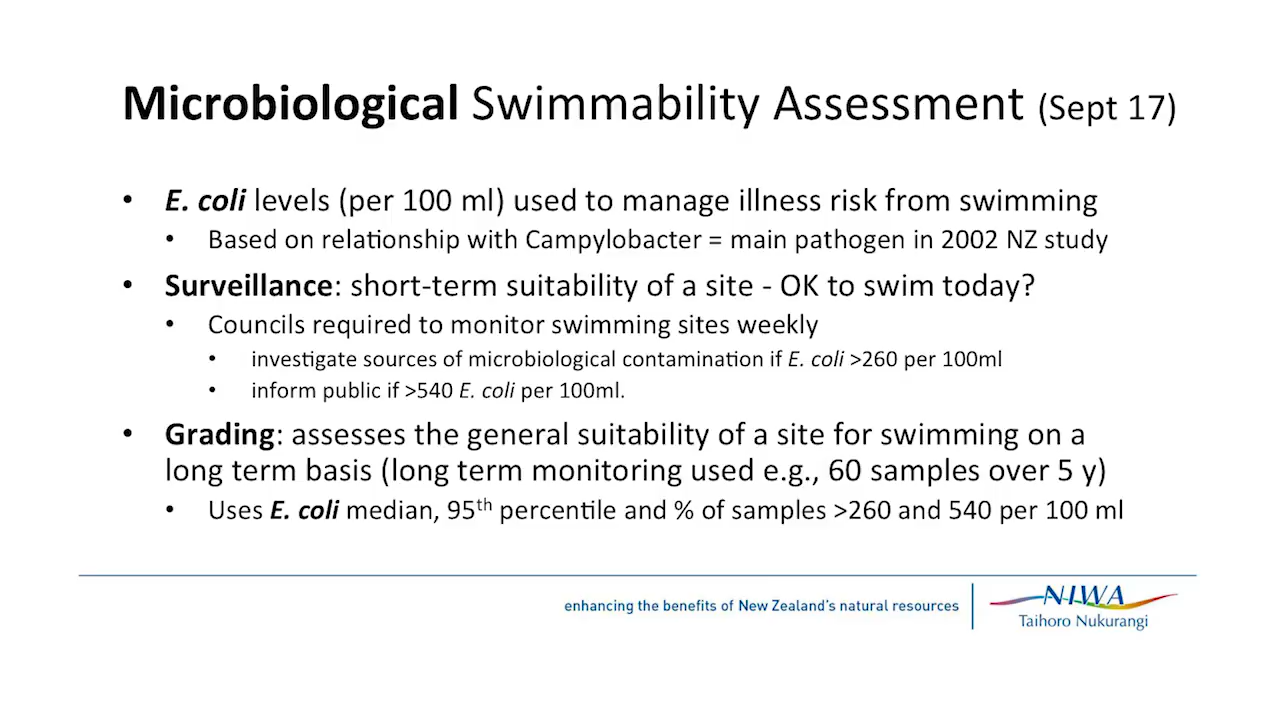 Microbiological Swimmability Assessment (Sept 17)
• E. coli levels (per 100 ml) used to manage illness risk from swimming
• Based on relationship with Campylobacter = main pathogen in 2002 NZ study
• Surveillance: short-term suitability of a site - OK to swim today?
• Councils required to monitor swimming sites weekly
• investigate sources of microbiological contamination if E. coli >260 per 100ml
• inform public if >540 E. coli per 100ml.
• Grading: assesses the general suitability of a site for swimming on a
long term basis (long term monitoring used e.g., 60 samples over 5 y)
• Uses E. coli median, 95th percentile and % of samples >260 and 540 per 100 ml
enhancing the benefits of New Zealand's natural resources
NIWA
Taihoro Nukurangi